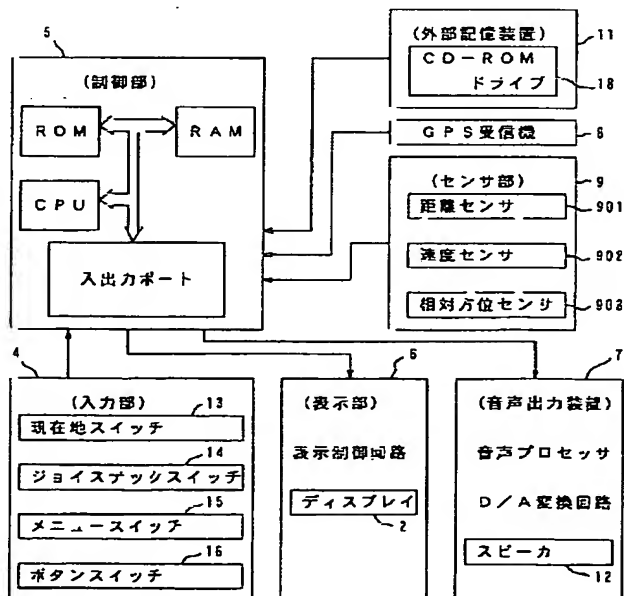 5
(制御部)
ROM
RAM
CPU
入出力ポート
(外部記憶装置)
11
CD-ROM
ドライブ
18
GPS受信機
6
(センサ部)
9
距離センサ
901
速度センサ
902
相対方位センサ
903
4
(入力部)
13
現在地スイッチ
14
ジョイスチックスイッチ
15
メニュースイッチ
16
ボタンスイッチ
6
(表示部)
表示制御回路
ディスプレイ
2
7
(音声出力装置)
音声プロセッサ
D/A変換回路
スピーカ
12